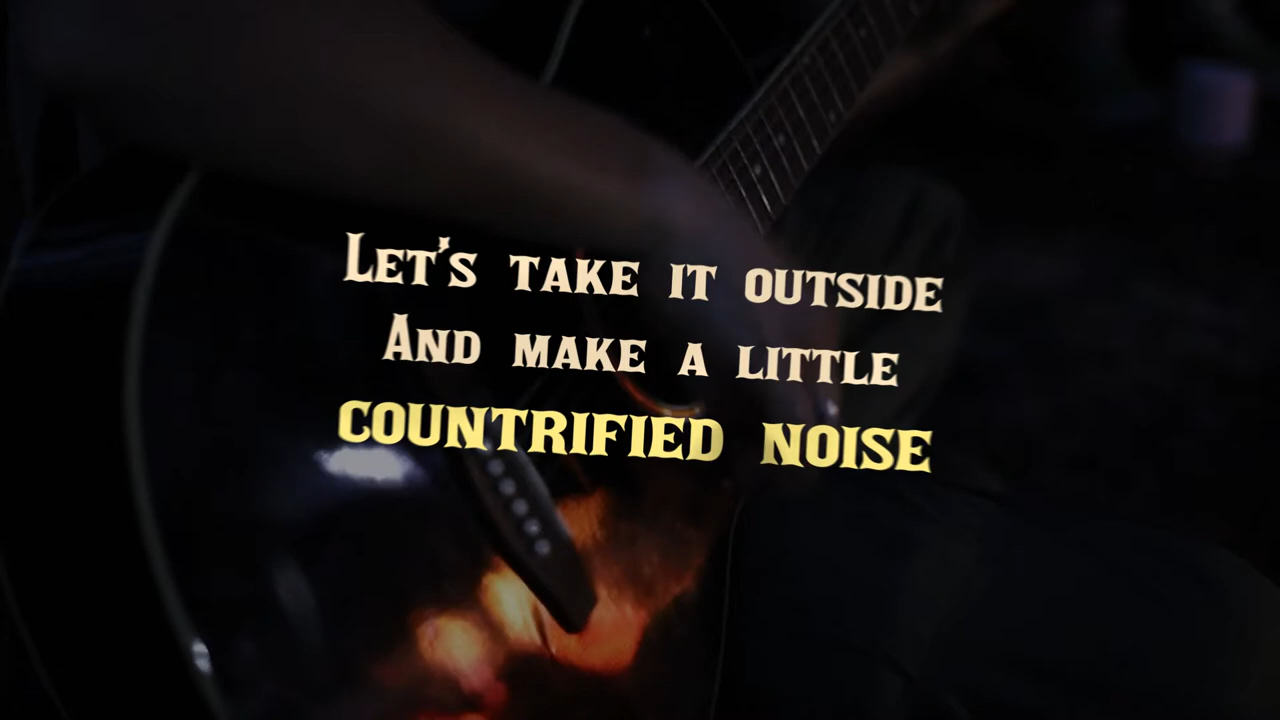 Let's take it outside
And make a little
countrified noise